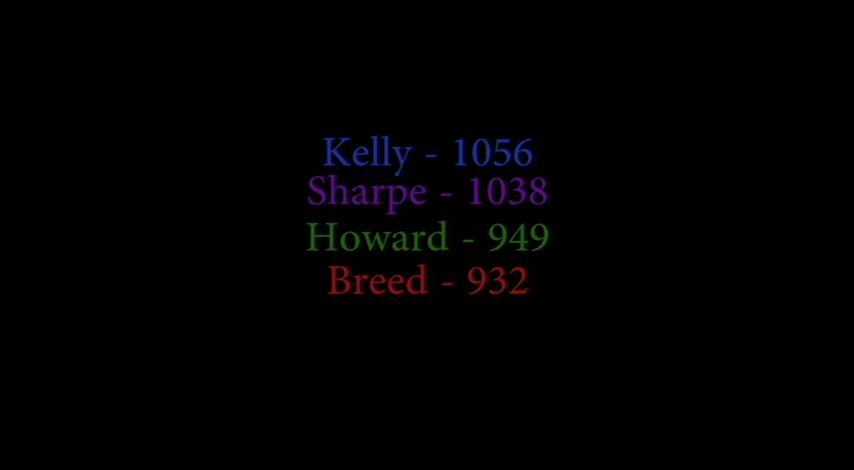 Kelly - 1056
Sharpe - 1038
Howard - 949
Breed - 932